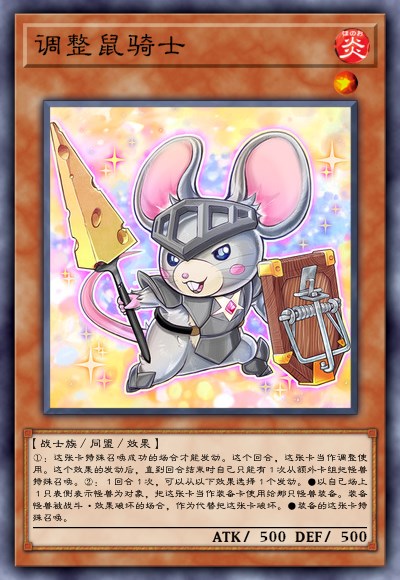 调整鼠骑士
ほのお
炎
【战士族／同盟／效果】
①：这张卡特殊召唤成功的场合才能发动。这个回合，这张卡当作调整使
用。这个效果的发动后，直到回合结束时自己只能有1次从额外卡组把怪兽
特殊召唤。②：1回合1次，可以从以下效果选择1个发动。●以自己场上
1只表侧表示怪兽为对象，把这张卡当作装备卡使用给那只怪兽装备。装备
怪兽被战斗·效果破坏的场合，作为代替把这张卡破坏。●装备的这张卡特
殊召唤。
ATK/ 500 DEF/ 500